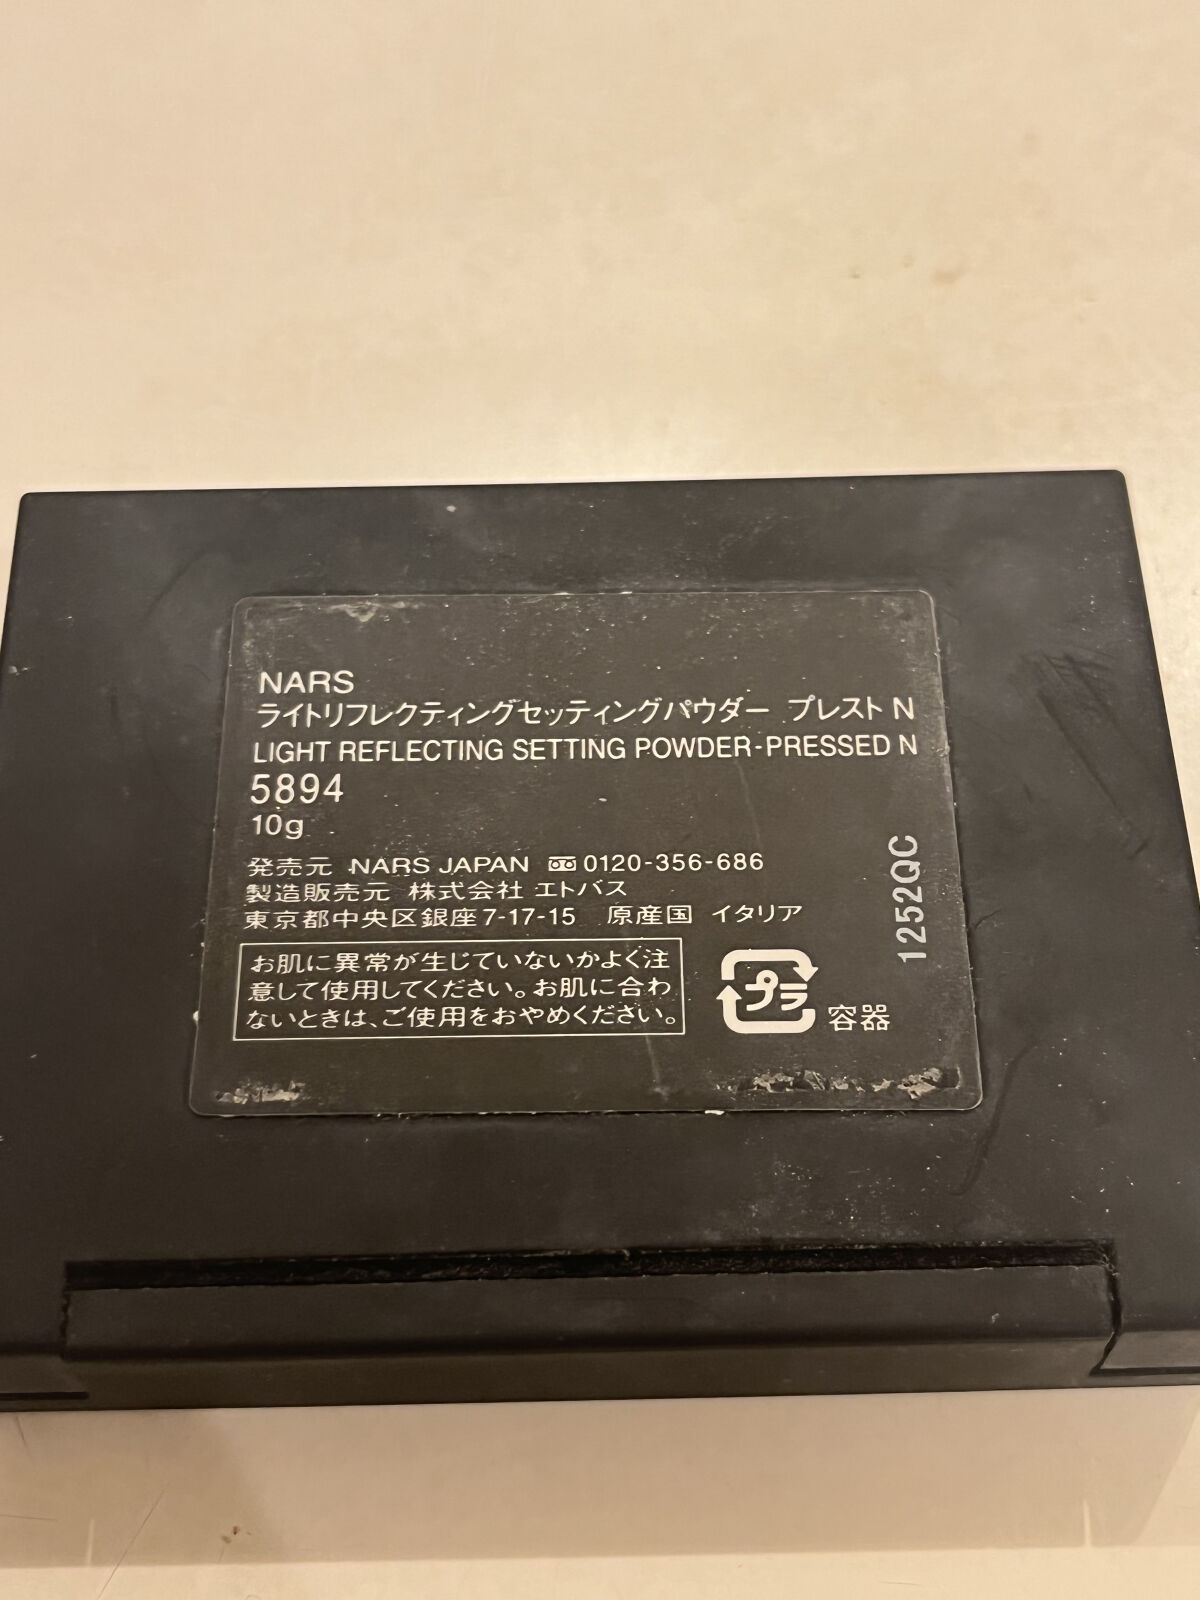 NARS
ライトリフレクティングセッティングパウダー プレスト N
LIGHT REFLECTING SETTING POWDER-PRESSED N
5894
10g
発売元 NARS JAPAN 0120-356-686
製造販売元 株式会社 エトバス
東京都中央区銀座7-17-15 原産国 イタリア
お肌に異常が生じていないかよく注
意して使用してください。お肌に合わ
ないときは、ご使用をおやめください。
プラ
容器
1252QC